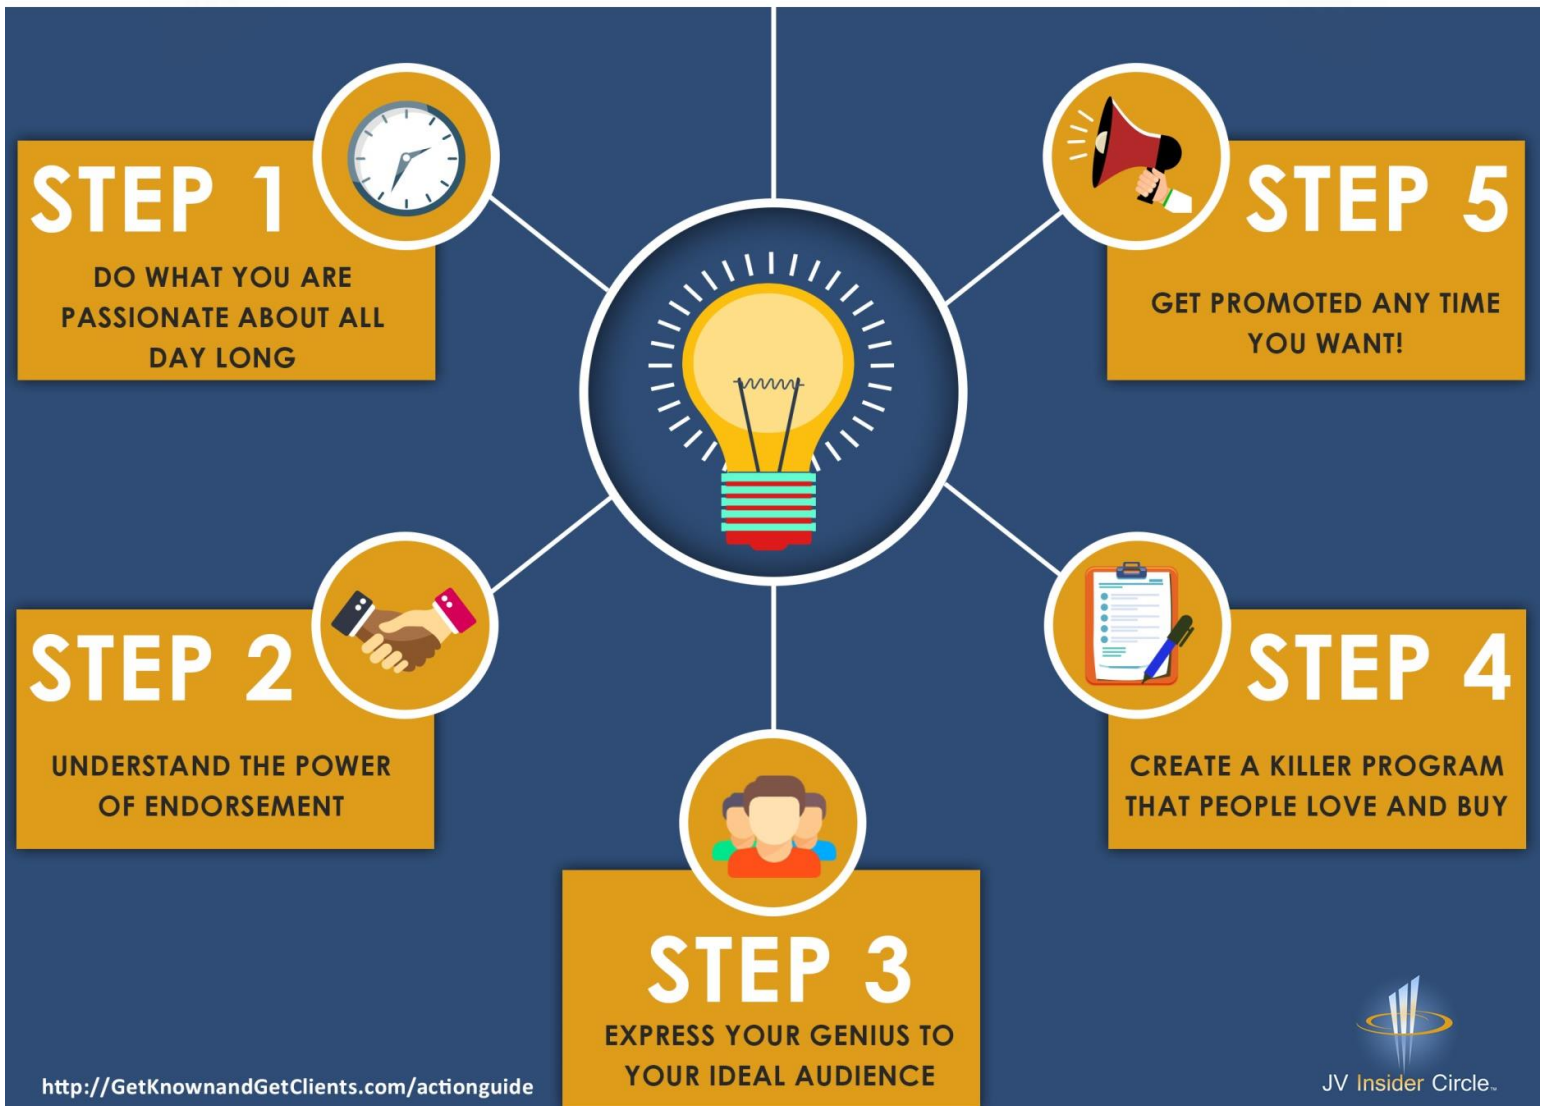 STEP 1
DO WHAT YOU ARE
PASSIONATE ABOUT ALL
DAY LONG
STEP 2
UNDERSTAND THE POWER
OF ENDORSEMENT
STEP 3
EXPRESS YOUR GENIUS TO
YOUR IDEAL AUDIENCE
STEP 4
CREATE A KILLER PROGRAM
THAT PEOPLE LOVE AND BUY
STEP 5
GET PROMOTED ANY TIME
YOU WANT!
http://GetKnownandGetClients.com/actionguide
JV Insider Circle™